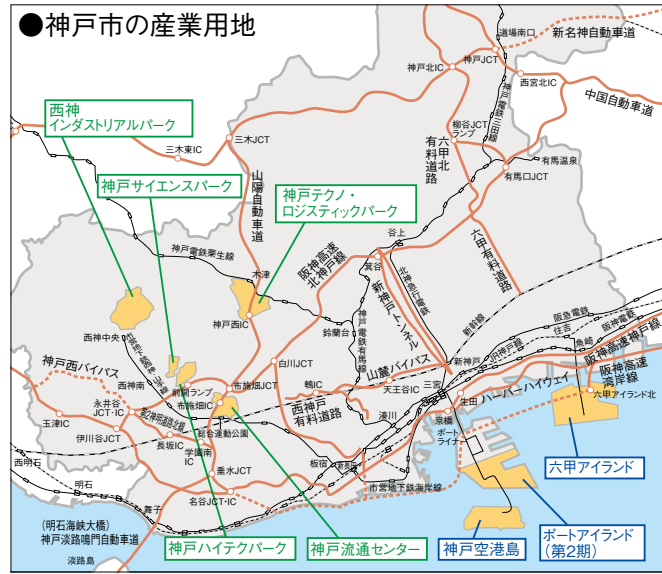 ●神戸市の産業用地
道場南口
新名神自動車道
神戸JCT
神戸北IC
西宮北IC
中国自動車道
神戸電鉄三田線
西神
インダストリアルパーク
三木東IC
三木JCT
柳谷JCT
ランプ
六甲北
有料道路
有馬温泉
有馬口JCT
神戸サイエンスパーク
山陽自動車道
神戸テクノ・
ロジスティックパーク
谷上
六甲有料道路
神戸電鉄粟生線
阪神高速
北神戸線
箕谷
北神急行電鉄
木津
新神戸トンネル
新幹線
阪急電鉄
阪神電鉄
住吉
魚崎
神戸西IC
鈴蘭台
神戸電鉄有馬線
JR神戸線
阪神高速神戸線
西神中央
阪神高速
湾岸線
神戸西バイパス
白川JCT
新神戸
山麓バイパス
西神南
前開ランプ
布施畑JCT
鵯IC
天王谷IC
三宮
ハーバーハイウェイ
六甲アイランド北
永井谷
JCT・IC
布施畑IC
西神戸
有料道路
生田
玉津IC
湊川
京橋
総合運動公園
ポート
ライナー
伊川谷JCT
長坂IC
学園南
IC
板宿
新長田
六甲アイランド
西明石
垂水JCT
市営地下鉄海岸線
明石
名谷JCT・IC
舞子
(明石海峡大橋)
神戸淡路鳴門自動車道
神戸ハイテクパーク
神戸流通センター
神戸空港島
ポートアイランド
(第2期)
淡路島